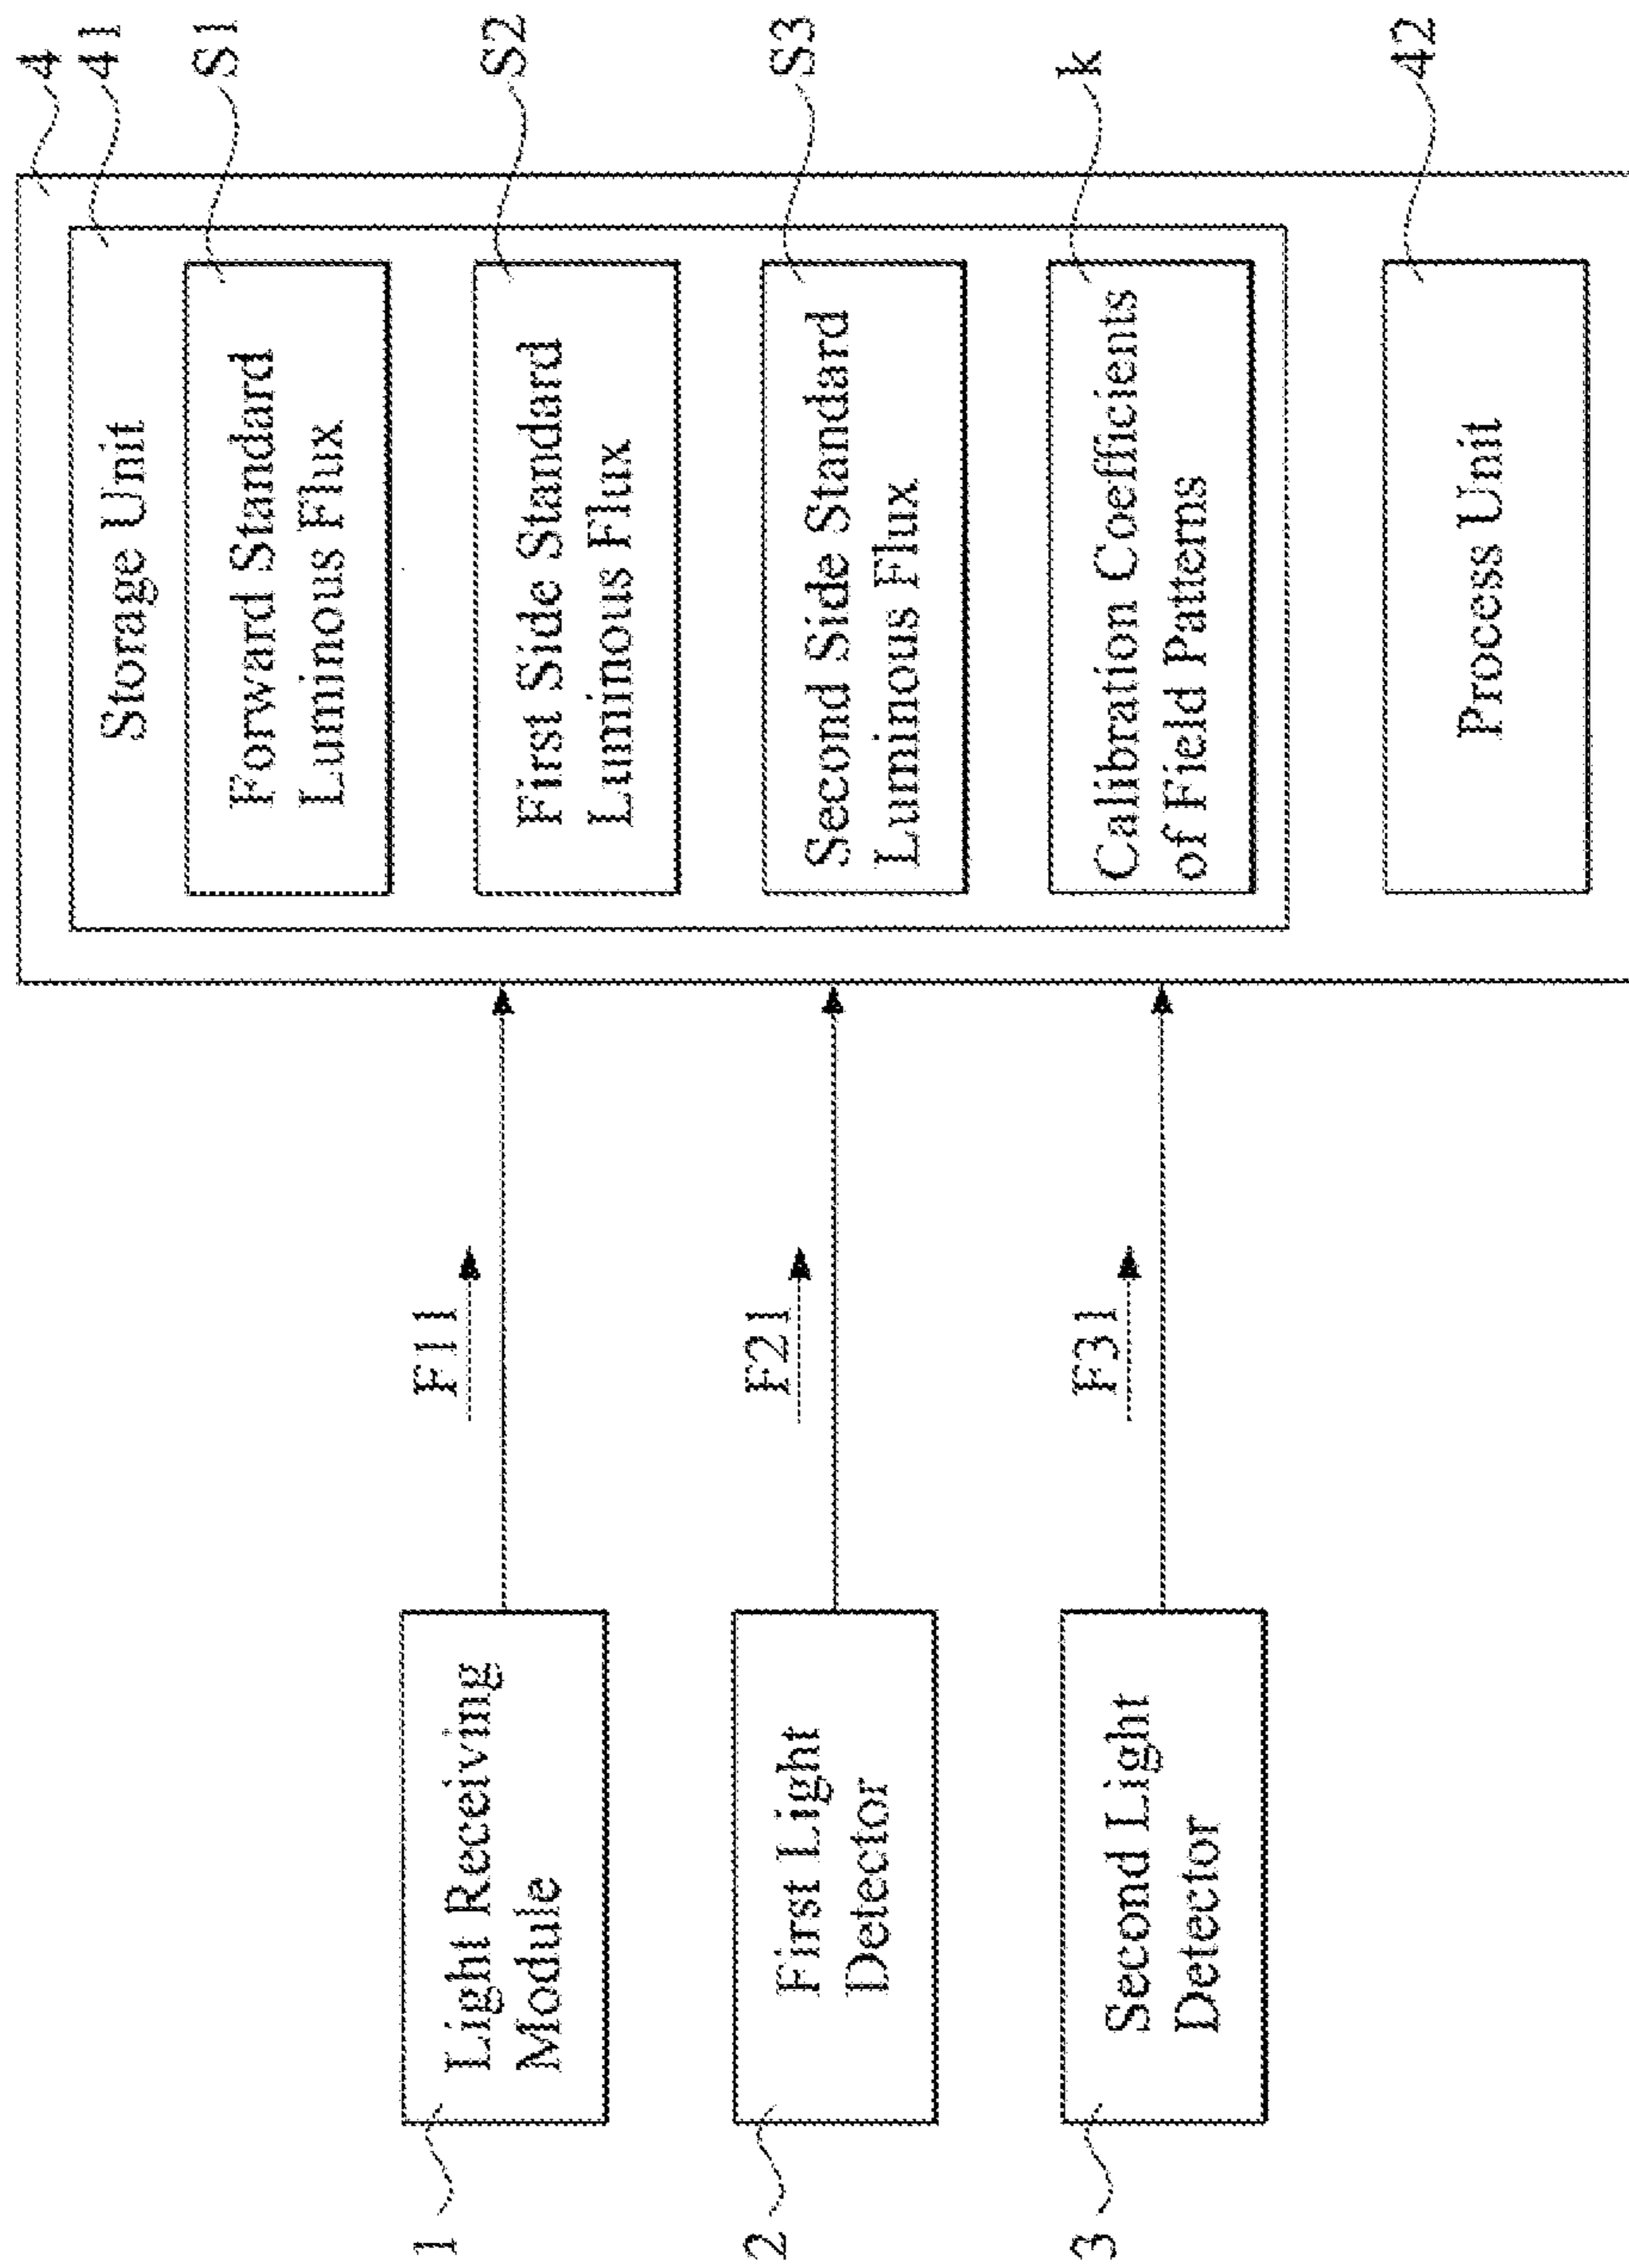 1
Light Receiving
Module
2
First Light
Detector
3
Second Light
Detector
F11
F21
F31
4
41
Storage Unit
S1
Forward Standard
Luminous Flux
S2
First Side Standard
Luminous Flux
S3
Second Side Standard
Luminous Flux
k
Calibration Coefficients
of Field Patterns
42
Process Unit